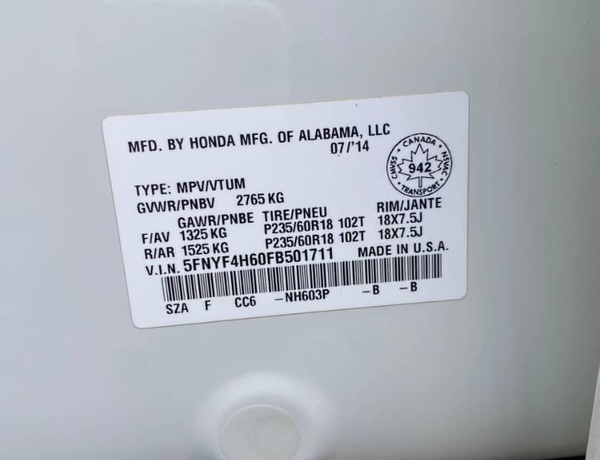 MFD. BY HONDA MFG. OF ALABAMA, LLC
07/'14
CANADA
CMVSS 942 NSVAC
TRANSPORT
TYPE: MPV/VTUM
GVWR/PNBV 2765 KG
GAWR/PNBE TIRE/PNEU RIM/JANTE
F/AV 1325 KG P235/60R18 102T 18X7.5J
R/AR 1525 KG P235/60R18 102T 18X7.5J
V.I.N. 5FNYF4H60FB501711 MADE IN U.S.A.
SZA F CC6 –NH603P –B –B